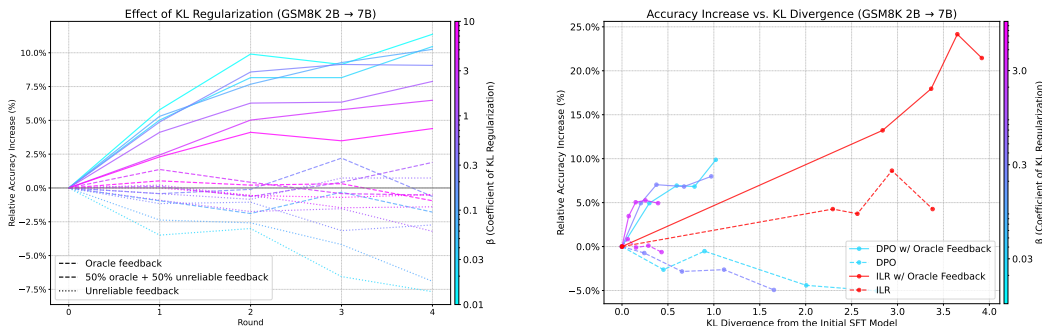 Effect of KL Regularization (GSM8K 2B → 7B)
Relative Accuracy Increase (%)
10.0%
7.5%
5.0%
2.5%
0.0%
−2.5%
−5.0%
−7.5%
0 1 2 3 4
Round
Oracle feedback
50% oracle + 50% unreliable feedback
Unreliable feedback
10
3
1
0.3
0.1
0.03
0.01
β (Coefficient of KL Regularization)
Accuracy Increase vs. KL Divergence (GSM8K 2B → 7B)
Relative Accuracy Increase (%)
25.0%
20.0%
15.0%
10.0%
5.0%
0.0%
−5.0%
0.0 0.5 1.0 1.5 2.0 2.5 3.0 3.5 4.0
KL Divergence from the Initial SFT Model
DPO w/ Oracle Feedback
DPO
ILR w/ Oracle Feedback
ILR
3.0
0.3
0.03
β (Coefficient of KL Regularization)